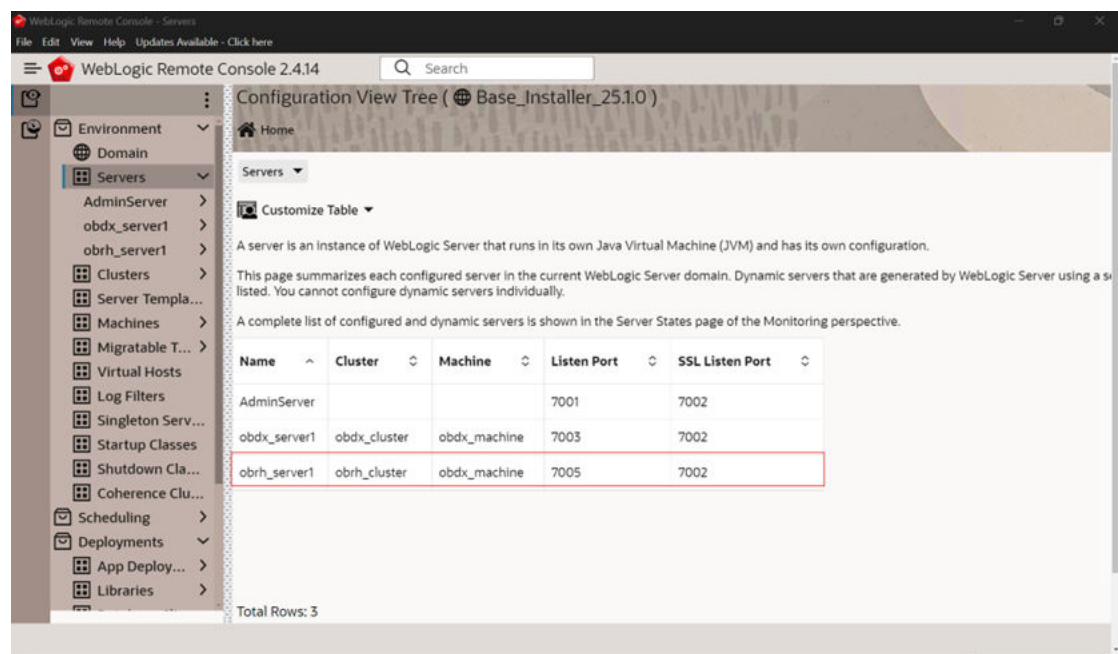 WebLogic Remote Console - Servers
File Edit View Help Updates Available - Click here
WebLogic Remote Console 2.4.14
Search
Configuration View Tree ( Base_Installer_25.1.0 )
Home
Environment
Domain
Servers
AdminServer
obdx_server1
obrh_server1
Clusters
Server Templa...
Machines
Migratable T...
Virtual Hosts
Log Filters
Singleton Serv...
Startup Classes
Shutdown Cla...
Coherence Clu...
Scheduling
Deployments
App Deploy...
Libraries
Servers
Customize Table
A server is an instance of WebLogic Server that runs in its own Java Virtual Machine (JVM) and has its own configuration.
This page summarizes each configured server in the current WebLogic Server domain. Dynamic servers that are generated by WebLogic Server using a
listed. You cannot configure dynamic servers individually.
A complete list of configured and dynamic servers is shown in the Server States page of the Monitoring perspective.
Name Cluster Machine Listen Port SSL Listen Port
AdminServer 7001 7002
obdx_server1 obdx_cluster obdx_machine 7003 7002
obrh_server1 obrh_cluster obdx_machine 7005 7002
Total Rows: 3